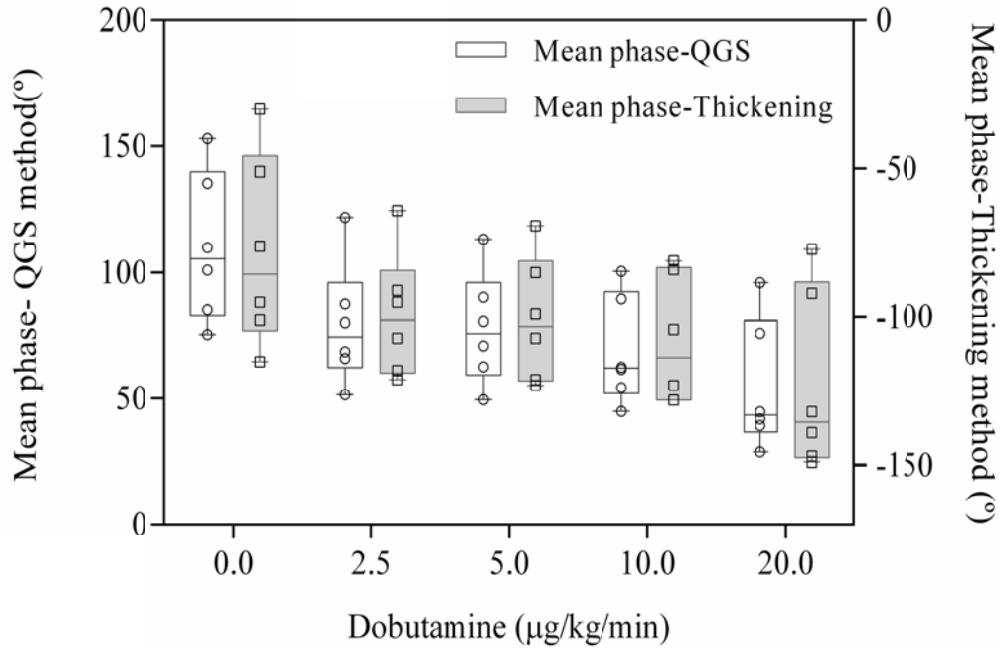 200
150
100
50
0
Mean phase- QGS method(º)
Mean phase-QGS
Mean phase-Thickening
0
-50
-100
-150
Mean phase-Thickening method (º)
0.0 2.5 5.0 10.0 20.0
Dobutamine (μg/kg/min)